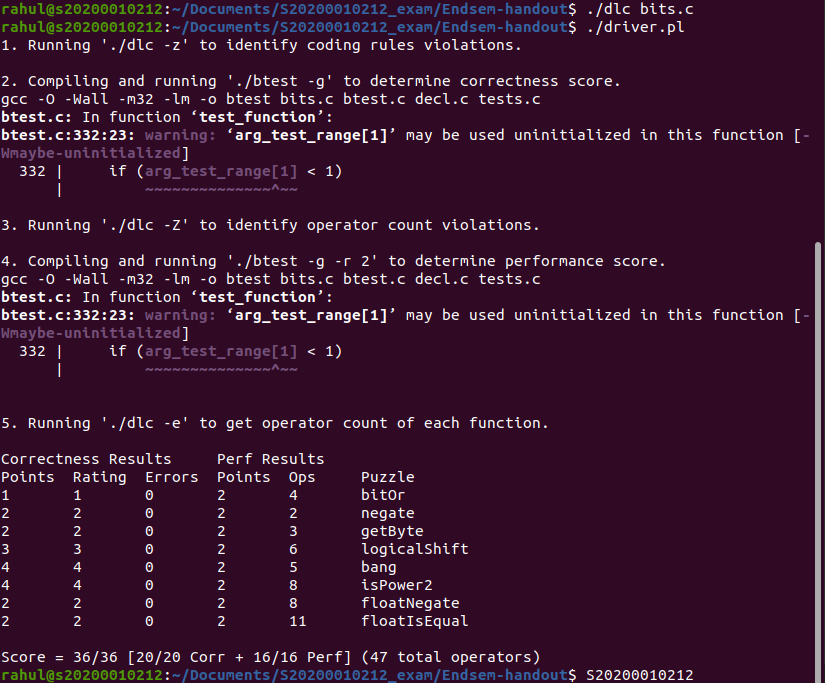 rahul@s20200010212:~/Documents/S20200010212_exam/Endsem-handout$ ./dlc bits.c
rahul@s20200010212:~/Documents/S20200010212_exam/Endsem-handout$ ./driver.pl
1. Running './dlc -z' to identify coding rules violations.

2. Compiling and running './btest -g' to determine correctness score.
gcc -O -Wall -m32 -lm -o btest bits.c btest.c decl.c tests.c
btest.c: In function ‘test_function’:
btest.c:332:23: warning: ‘arg_test_range[1]’ may be used uninitialized in this function [-
Wmaybe-uninitialized]
  332 |     if (arg_test_range[1] < 1)
      |         ~~~~~~~~~~~~~~^~~

3. Running './dlc -Z' to identify operator count violations.

4. Compiling and running './btest -g -r 2' to determine performance score.
gcc -O -Wall -m32 -lm -o btest bits.c btest.c decl.c tests.c
btest.c: In function ‘test_function’:
btest.c:332:23: warning: ‘arg_test_range[1]’ may be used uninitialized in this function [-
Wmaybe-uninitialized]
  332 |     if (arg_test_range[1] < 1)
      |         ~~~~~~~~~~~~~~^~~

5. Running './dlc -e' to get operator count of each function.

Correctness Results     Perf Results
Points  Rating  Errors  Points  Ops     Puzzle
1       1       0       2       4       bitOr
2       2       0       2       2       negate
2       2       0       2       3       getByte
3       3       0       2       6       logicalShift
4       4       0       2       5       bang
4       4       0       2       8       isPower2
2       2       0       2       8       floatNegate
2       2       0       2       11      floatIsEqual

Score = 36/36 [20/20 Corr + 16/16 Perf] (47 total operators)
rahul@s20200010212:~/Documents/S20200010212_exam/Endsem-handout$ S20200010212